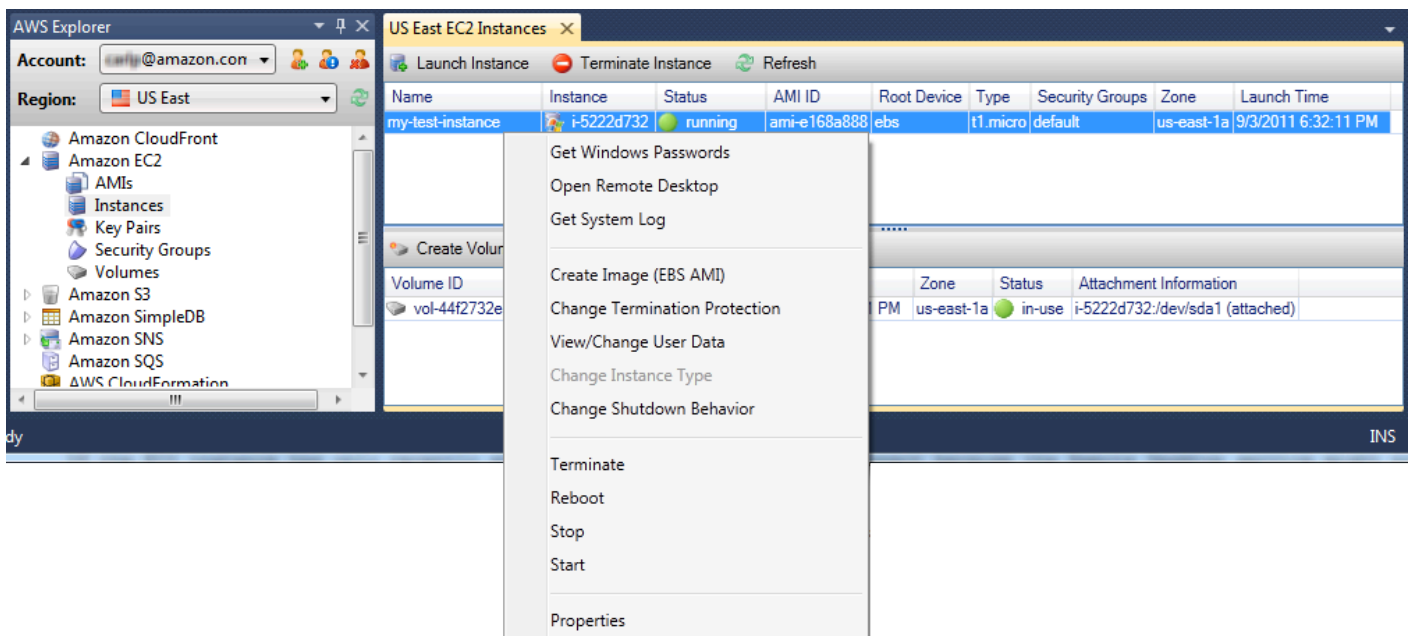 AWS Explorer
Account: @amazon.con
Region: US East
Amazon CloudFront
Amazon EC2
AMIs
Instances
Key Pairs
Security Groups
Volumes
Amazon S3
Amazon SimpleDB
Amazon SNS
Amazon SQS
AWS CloudFormation
US East EC2 Instances
Launch Instance Terminate Instance Refresh
Name Instance Status AMI ID Root Device Type Security Groups Zone Launch Time
my-test-instance i-5222d732 running ami-e168a888 ebs t1.micro default us-east-1a 9/3/2011 6:32:11 PM
Get Windows Passwords
Open Remote Desktop
Get System Log
Create Image (EBS AMI)
Change Termination Protection
View/Change User Data
Change Instance Type
Change Shutdown Behavior
Terminate
Reboot
Stop
Start
Properties
Create Volur
Volume ID Zone Status Attachment Information
vol-44f2732e PM us-east-1a in-use i-5222d732:/dev/sda1 (attached)
dy INS